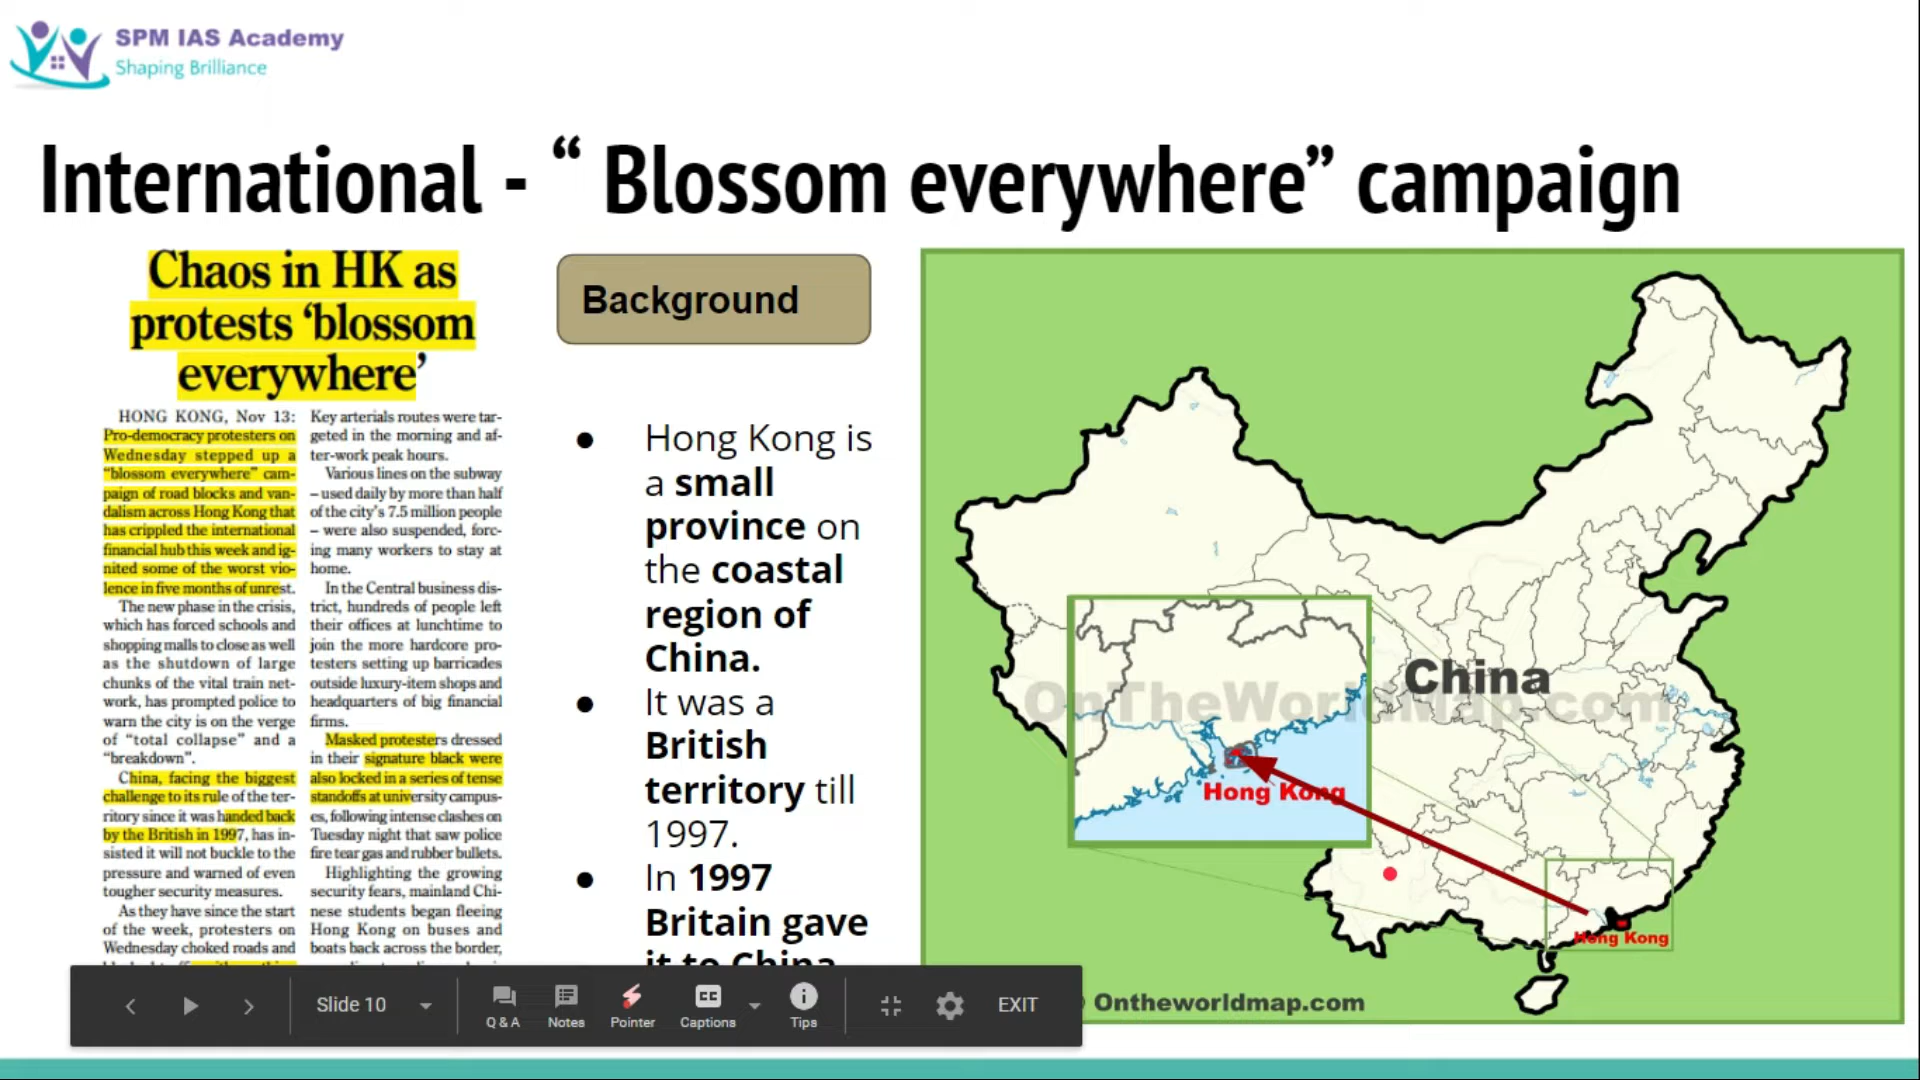 SPM IAS Academy
Shaping Brilliance
International - “ Blossom everywhere” campaign
Chaos in HK as
protests ‘blossom
everywhere’
HONG KONG, Nov 13:
Pro-democracy protesters on
Wednesday stepped up a
“blossom everywhere” cam-
paign of road blocks and van-
dalism across Hong Kong that
has crippled the international
financial hub this week and ig-
nited some of the worst vio-
lence in five months of unrest.
The new phase in the crisis,
which has forced schools and
shopping malls to close as well
as the shutdown of large
chunks of the vital train net-
work, has prompted police to
warn the city is on the verge
of “total collapse” and a
“breakdown”.
China, facing the biggest
challenge to its rule of the ter-
ritory since it was handed back
by the British in 1997, has in-
sisted it will not buckle to the
pressure and warned of even
tougher security measures.
As they have since the start
of the week, protesters on
Wednesday choked roads and
Key arterials routes were tar-
geted in the morning and af-
ter-work peak hours.
Various lines on the subway
– used daily by more than half
of the city’s 7.5 million people
– were also suspended, forc-
ing many workers to stay at
home.
In the Central business dis-
trict, hundreds of people left
their offices at lunchtime to
join the more hardcore pro-
testers setting up barricades
outside luxury-item shops and
headquarters of big financial
firms.
Masked protesters dressed
in their signature black were
also locked in a series of tense
standoffs at university campus-
es, following intense clashes on
Tuesday night that saw police
fire tear gas and rubber bullets.
Highlighting the growing
security fears, mainland Chi-
nese students began fleeing
Hong Kong on buses and
boats back across the border,
Background
● Hong Kong is
a small
province on
the coastal
region of
China.
● It was a
British
territory till
1997.
● In 1997
Britain gave
it to China
China
OnTheWorldMap.com
Hong Kong
Hong Kong
Ontheworldmap.com
Slide 10
Q & A
Notes
Pointer
CC
Captions
Tips
EXIT